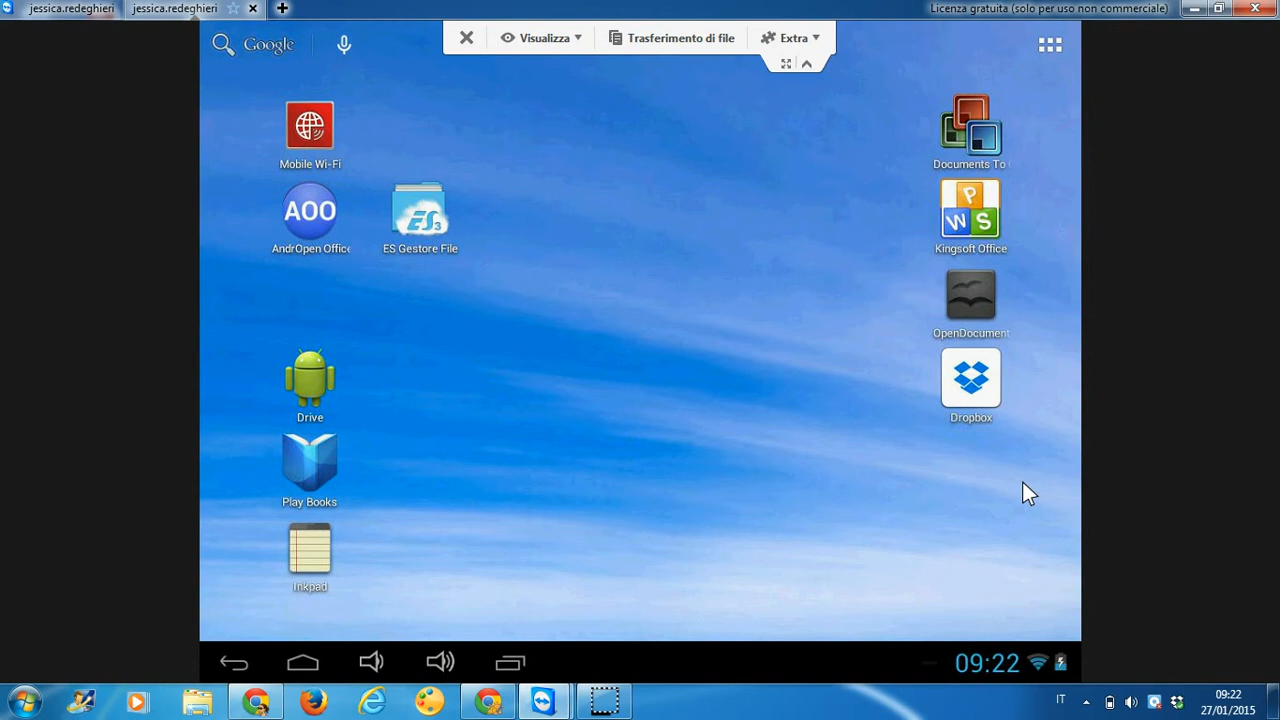 jessica.redeghieri
jessica.redeghieri
Licenza gratuita (solo per uso non commerciale)
Visualizza
Trasferimento di file
Extra
Google
Mobile Wi-Fi
Documents To
AOO
AndrOpen Office
ES 3
ES Gestore File
P
W S
Kingsoft Office
OpenDocument
Drive
Dropbox
Play Books
Inkpad
09:22
IT
09:22
27/01/2015